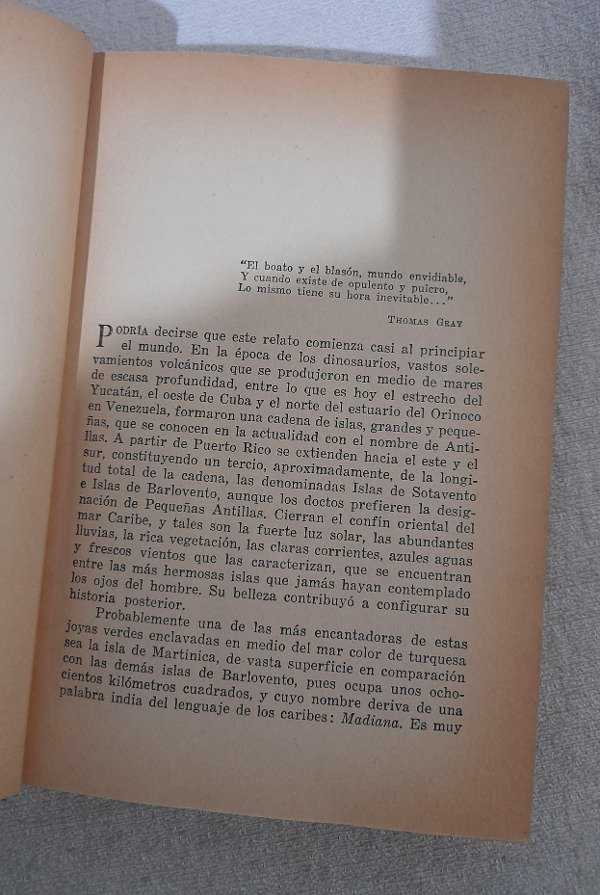 "El boato y el blasón, mundo envidiable,
Y cuando existe de opulento y pulcro,
Lo mismo tiene su hora inevitable..."
THOMAS GRAY
PODRÍA decirse que este relato comienza casi al principiar
el mundo. En la época de los dinosaurios, vastos sole-
vamientos volcánicos que se produjeron en medio de mares
de escasa profundidad, entre lo que es hoy el estrecho del
Yucatán, el oeste de Cuba y el norte del estuario del Orinoco
en Venezuela, formaron una cadena de islas, grandes y peque-
ñas, que se conocen en la actualidad con el nombre de Anti-
llas. A partir de Puerto Rico se extienden hacia el este y el
sur, constituyendo un tercio, aproximadamente, de la longi-
tud total de la cadena, las denominadas Islas de Sotavento
e Islas de Barlovento, aunque los doctos prefieren la desig-
nación de Pequeñas Antillas. Cierran el confín oriental del
mar Caribe, y tales son la fuerte luz solar, las abundantes
lluvias, la rica vegetación, las claras corrientes, azules aguas
y frescos vientos que las caracterizan, que se encuentran
entre las más hermosas islas que jamás hayan contemplado
los ojos del hombre. Su belleza contribuyó a configurar su
historia posterior.
Probablemente una de las más encantadoras de estas
joyas verdes enclavadas en medio del mar color de turquesa
sea la isla de Martinica, de vasta superficie en comparación
con las demás islas de Barlovento, pues ocupa unos ocho-
cientos kilómetros cuadrados, y cuyo nombre deriva de una
palabra india del lenguaje de los caribes: Madiana. Es muy